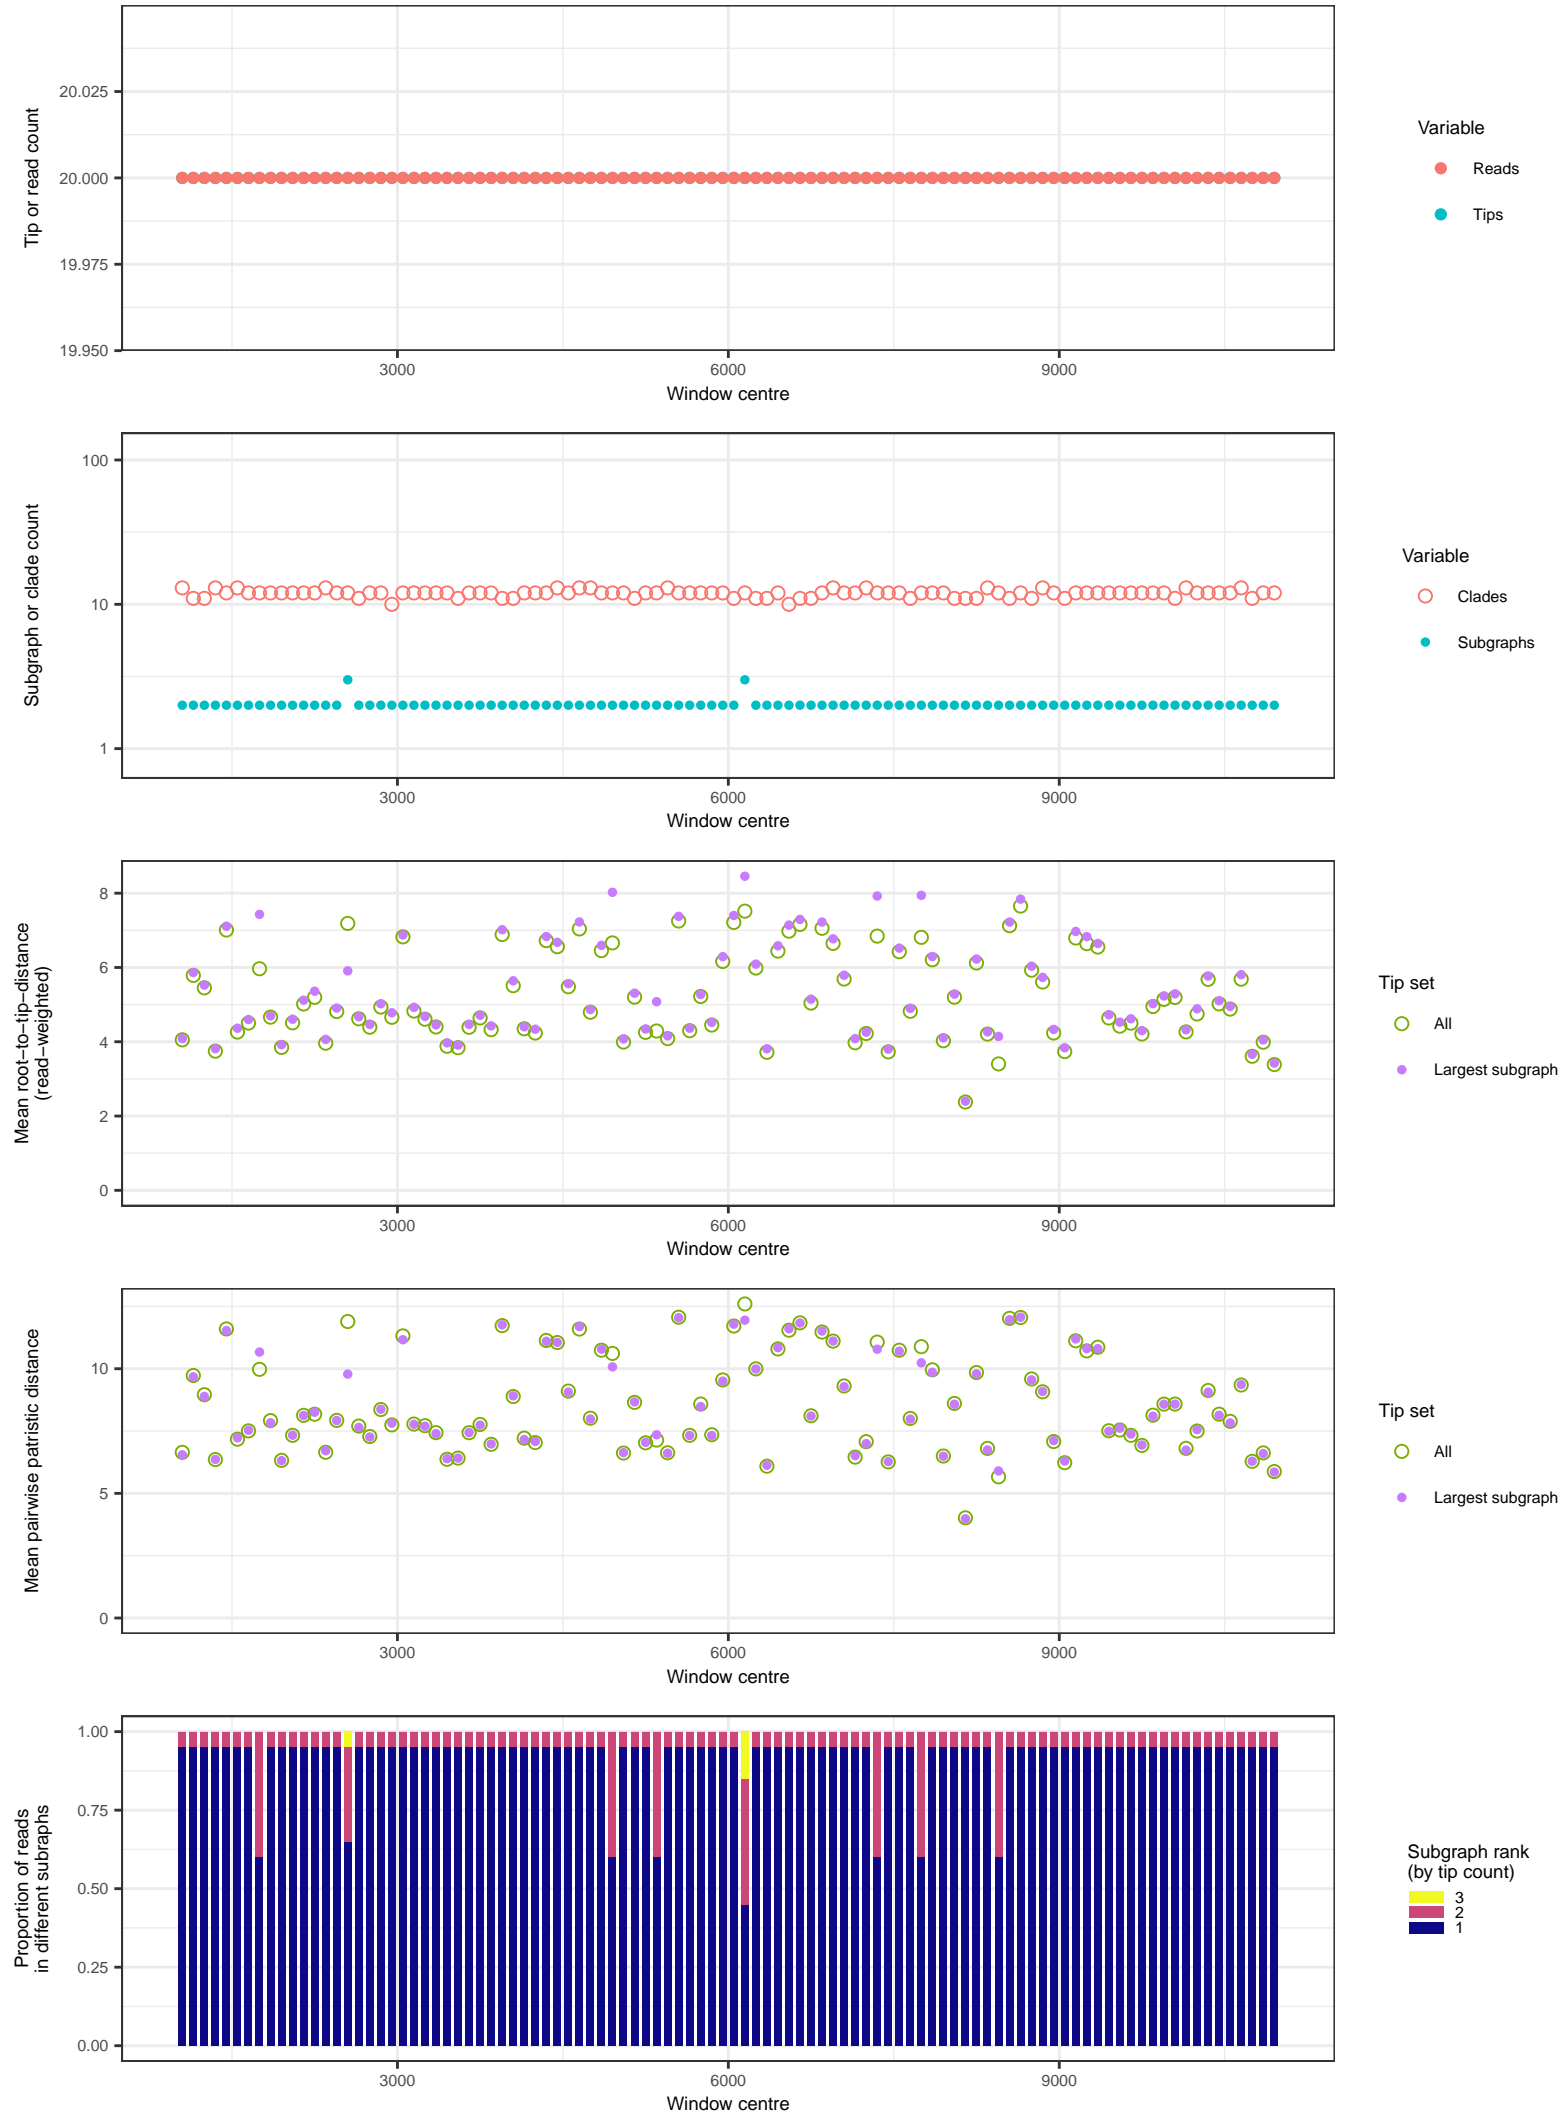 20.025
20.000
19.975
19.950
Tip or read count
3000 6000 9000
Window centre
Variable
Reads
Tips
100
10
1
Subgraph or clade count
3000 6000 9000
Window centre
Variable
Clades
Subgraphs
8
6
4
2
0
Mean root−to−tip−distance
(read−weighted)
3000 6000 9000
Window centre
Tip set
All
Largest subgraph
10
5
0
Mean pairwise patristic distance
3000 6000 9000
Window centre
Tip set
All
Largest subgraph
1.00
0.75
0.50
0.25
0.00
Proportion of reads
in different subraphs
3000 6000 9000
Window centre
Subgraph rank
(by tip count)
3
2
1